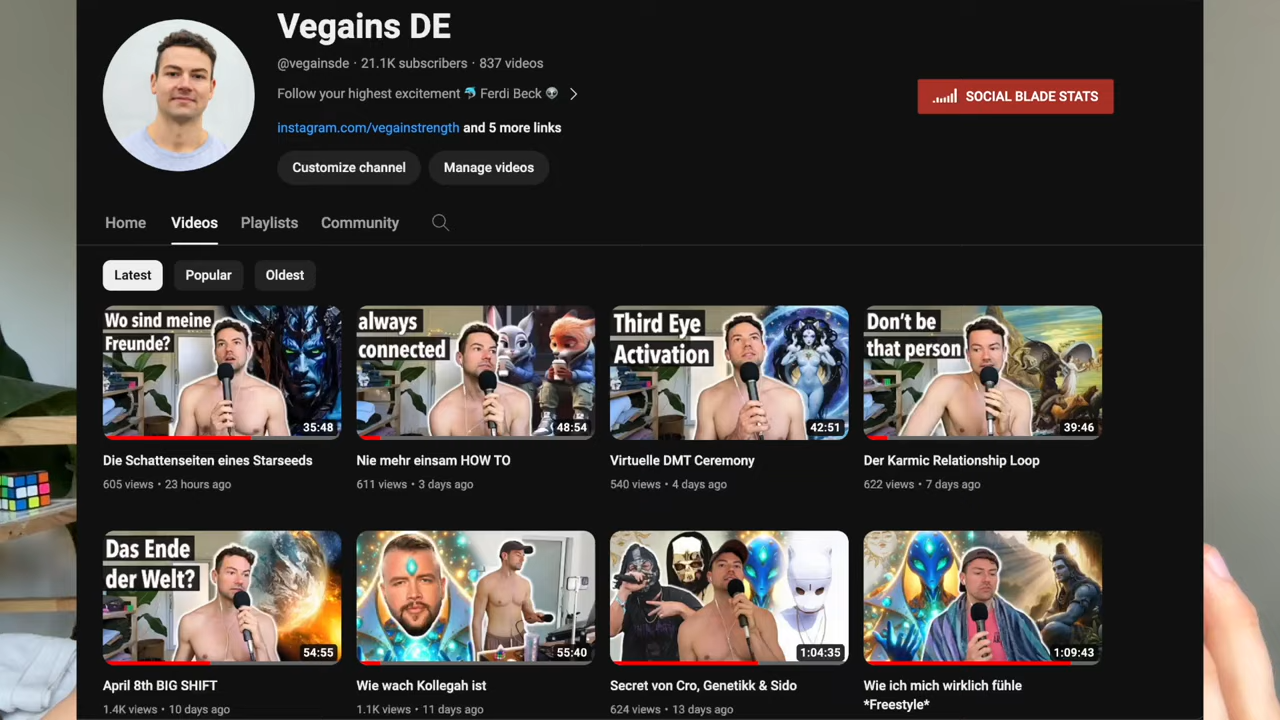 Vegains DE
@vegainsde · 21.1K subscribers · 837 videos
Follow your highest excitement 🐬 Ferdi Beck 👽
instagram.com/vegainstrength and 5 more links
SOCIAL BLADE STATS
Customize channel
Manage videos
Home
Videos
Playlists
Community
Latest
Popular
Oldest
Wo sind meine
Freunde?
35:48
always
connected
48:54
Third Eye
Activation
42:51
Don't be
that person
39:46
Die Schattenseiten eines Starseeds
605 views • 23 hours ago
Nie mehr einsam HOW TO
611 views • 3 days ago
Virtuelle DMT Ceremony
540 views • 4 days ago
Der Karmic Relationship Loop
622 views • 7 days ago
Das Ende
der Welt?
54:55
55:40
1:04:35
1:09:43
April 8th BIG SHIFT
1.4K views • 10 days ago
Wie wach Kollegah ist
1.1K views • 11 days ago
Secret von Cro, Genetikk & Sido
624 views • 13 days ago
Wie ich mich wirklich fühle
*Freestyle*